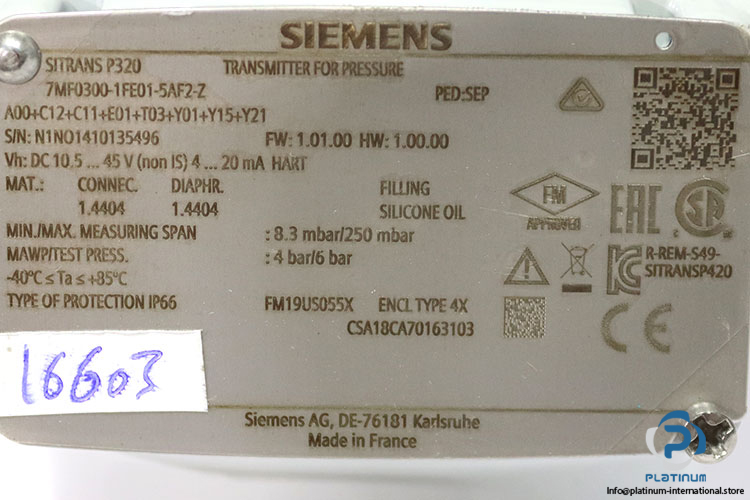 SIEMENS
SITRANS P320 TRANSMITTER FOR PRESSURE
7MF0300-1FE01-5AF2-Z PED:SEP
A00+C12+C11+E01+T03+Y01+Y15+Y21
S/N: N1NO1410135496 FW: 1.01.00 HW: 1.00.00
Vh: DC 10,5 ... 45 V (non IS) 4 ... 20 mA HART
MAT.: CONNEC. DIAPHR. FILLING
1.4404 1.4404 SILICONE OIL
FM
APPROVED
EAC
C SP
MIN./MAX. MEASURING SPAN : 8.3 mbar/250 mbar
MAWP/TEST PRESS. : 4 bar/6 bar
-40°C ≤ Ta ≤ +85°C
R-REM-S49-
SITRANSP420
TYPE OF PROTECTION IP66 FM19US055X ENCL TYPE 4X
CSA18CA70163103
CE
16603
Siemens AG, DE-76181 Karlsruhe
Made in France
PLATINUM
Info@platinum-international.store